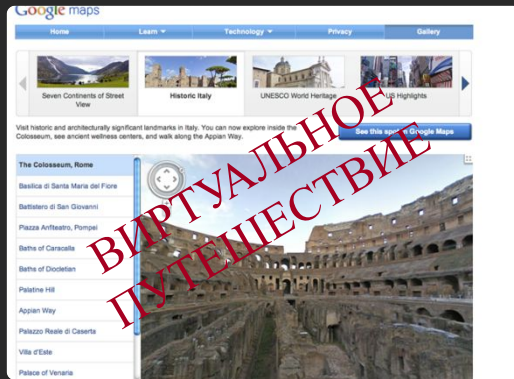 Google maps
Home Learn Technology Privacy Gallery
Seven Continents of Street View
Historic Italy
UNESCO World Heritage
US Highlights
Visit historic and architecturally significant landmarks in Italy. You can now explore inside the
Colosseum, see ancient wellness centers, and walk along the Appian Way.
See this spot in Google Maps
The Colosseum, Rome
Basilica di Santa Maria del Fiore
Battistero di San Giovanni
Piazza Anfiteatro, Pompei
Baths of Caracalla
Baths of Diocletian
Palatine Hill
Appian Way
Palazzo Reale di Caserta
Villa d'Este
Palace of Venaria
ВИРТУАЛЬНОЕ
ПУТЕШЕСТВИЕ